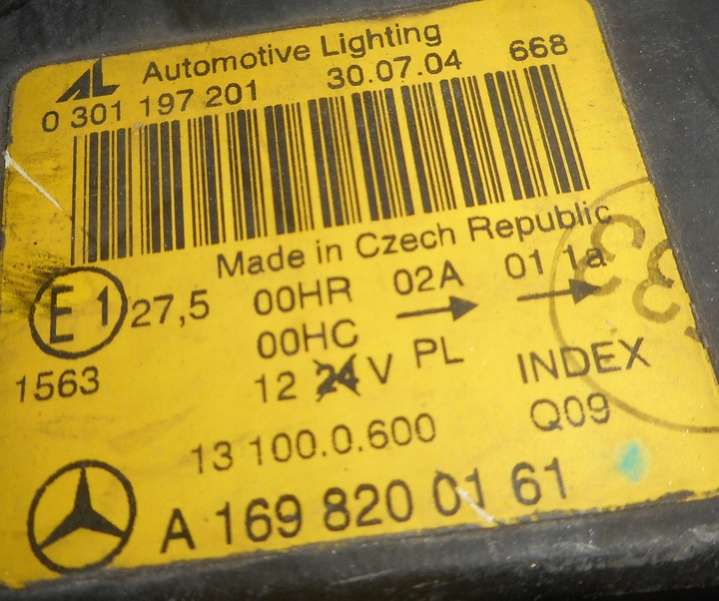 AL Automotive Lighting
0 301 197 201 30.07.04 668
Made in Czech Republic
E1 27,5 00HR 02A 01 1a
00HC
1563 12 24 V PL INDEX
13 100.0.600 Q09
A 169 820 01 61